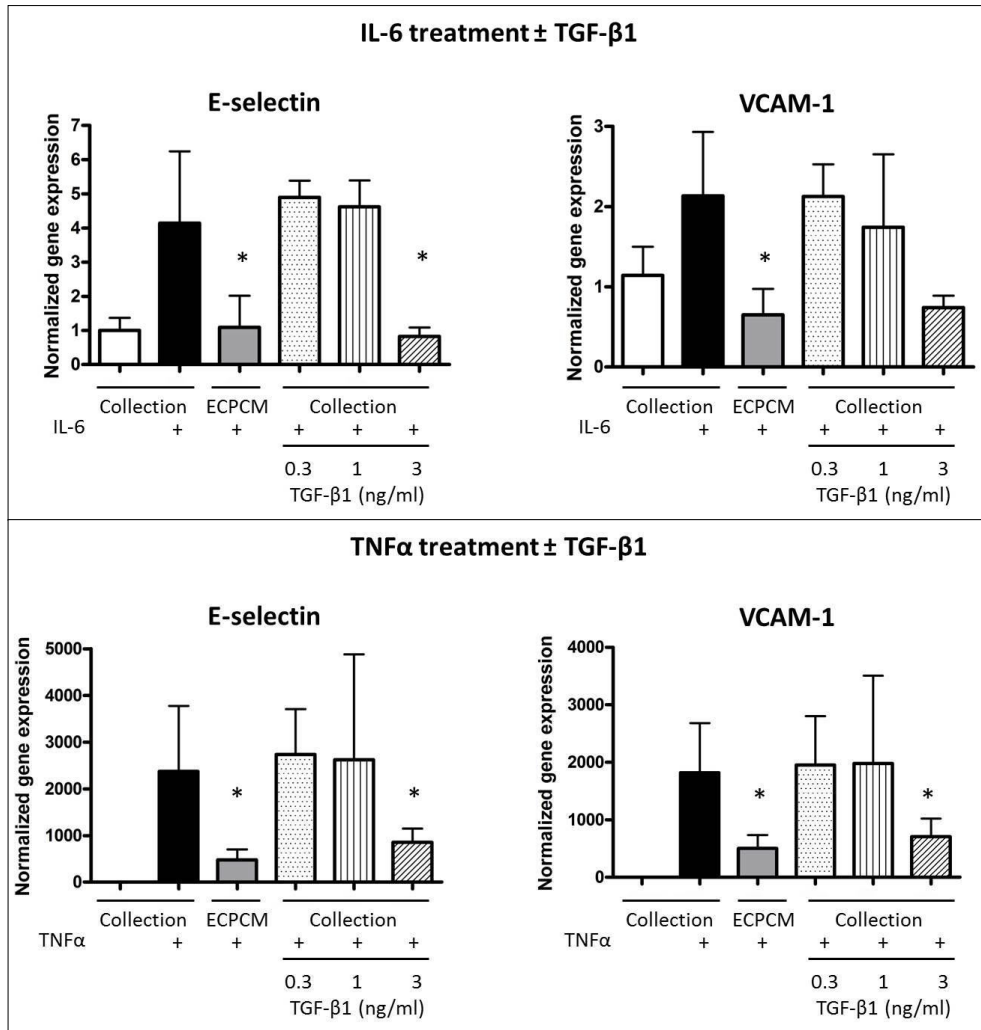 IL-6 treatment ± TGF-β1
E-selectin
Normalized gene expression
7
6
5
4
3
2
1
0
*
*
Collection ECPCM Collection
IL-6 + + + + +
0.3 1 3
TGF-β1 (ng/ml)
VCAM-1
Normalized gene expression
3
2
1
0
*
Collection ECPCM Collection
IL-6 + + + + +
0.3 1 3
TGF-β1 (ng/ml)
TNFα treatment ± TGF-β1
E-selectin
Normalized gene expression
5000
4000
3000
2000
1000
0
*
*
Collection ECPCM Collection
TNFα + + + + +
0.3 1 3
TGF-β1 (ng/ml)
VCAM-1
Normalized gene expression
4000
3000
2000
1000
0
*
*
Collection ECPCM Collection
TNFα + + + + +
0.3 1 3
TGF-β1 (ng/ml)